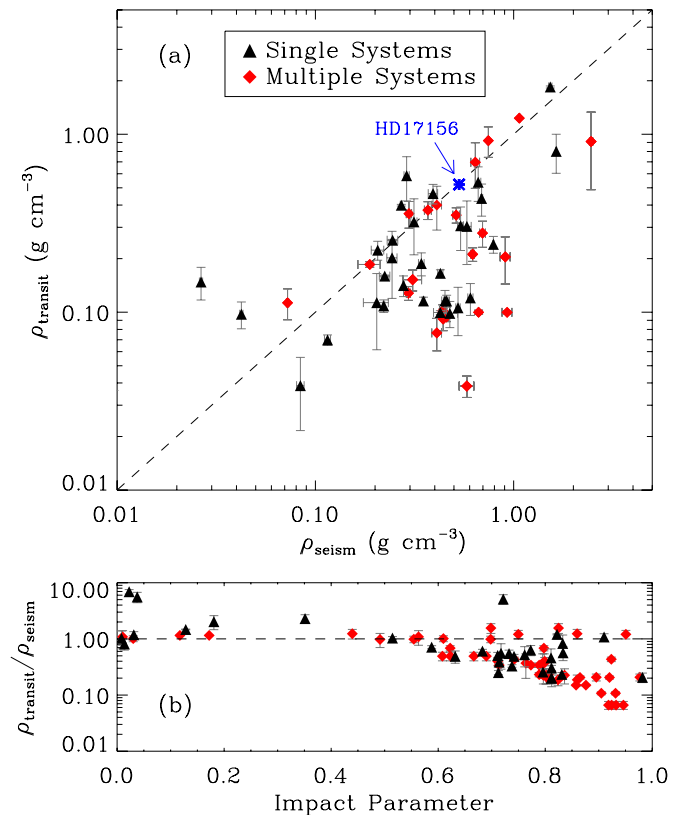 (a)
Single Systems
Multiple Systems
HD17156
1.00
0.10
0.01
ρtransit (g cm−3)
0.01
0.10
1.00
ρseism (g cm−3)
10.00
1.00
0.10
0.01
ρtransit/ρseism
(b)
0.0
0.2
0.4
0.6
0.8
1.0
Impact Parameter